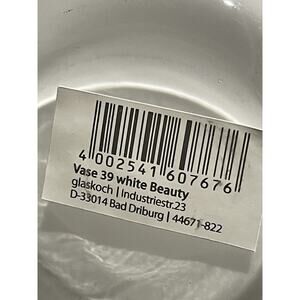 4 002541 607676
Vase 39 white Beauty
glaskoch | Industriestr.23
D-33014 Bad Driburg | 44671-822